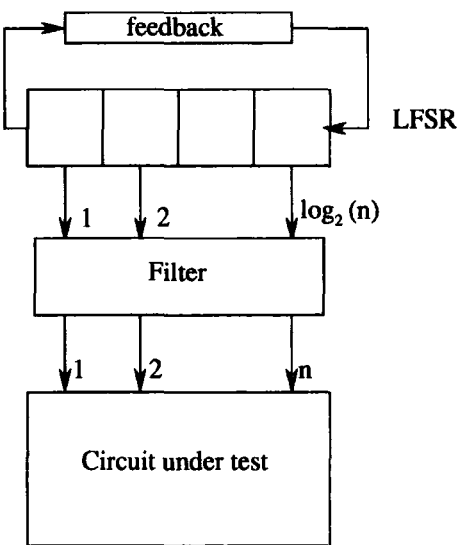 feedback
LFSR
1 2 log₂ (n)
Filter
1 2 n
Circuit under test